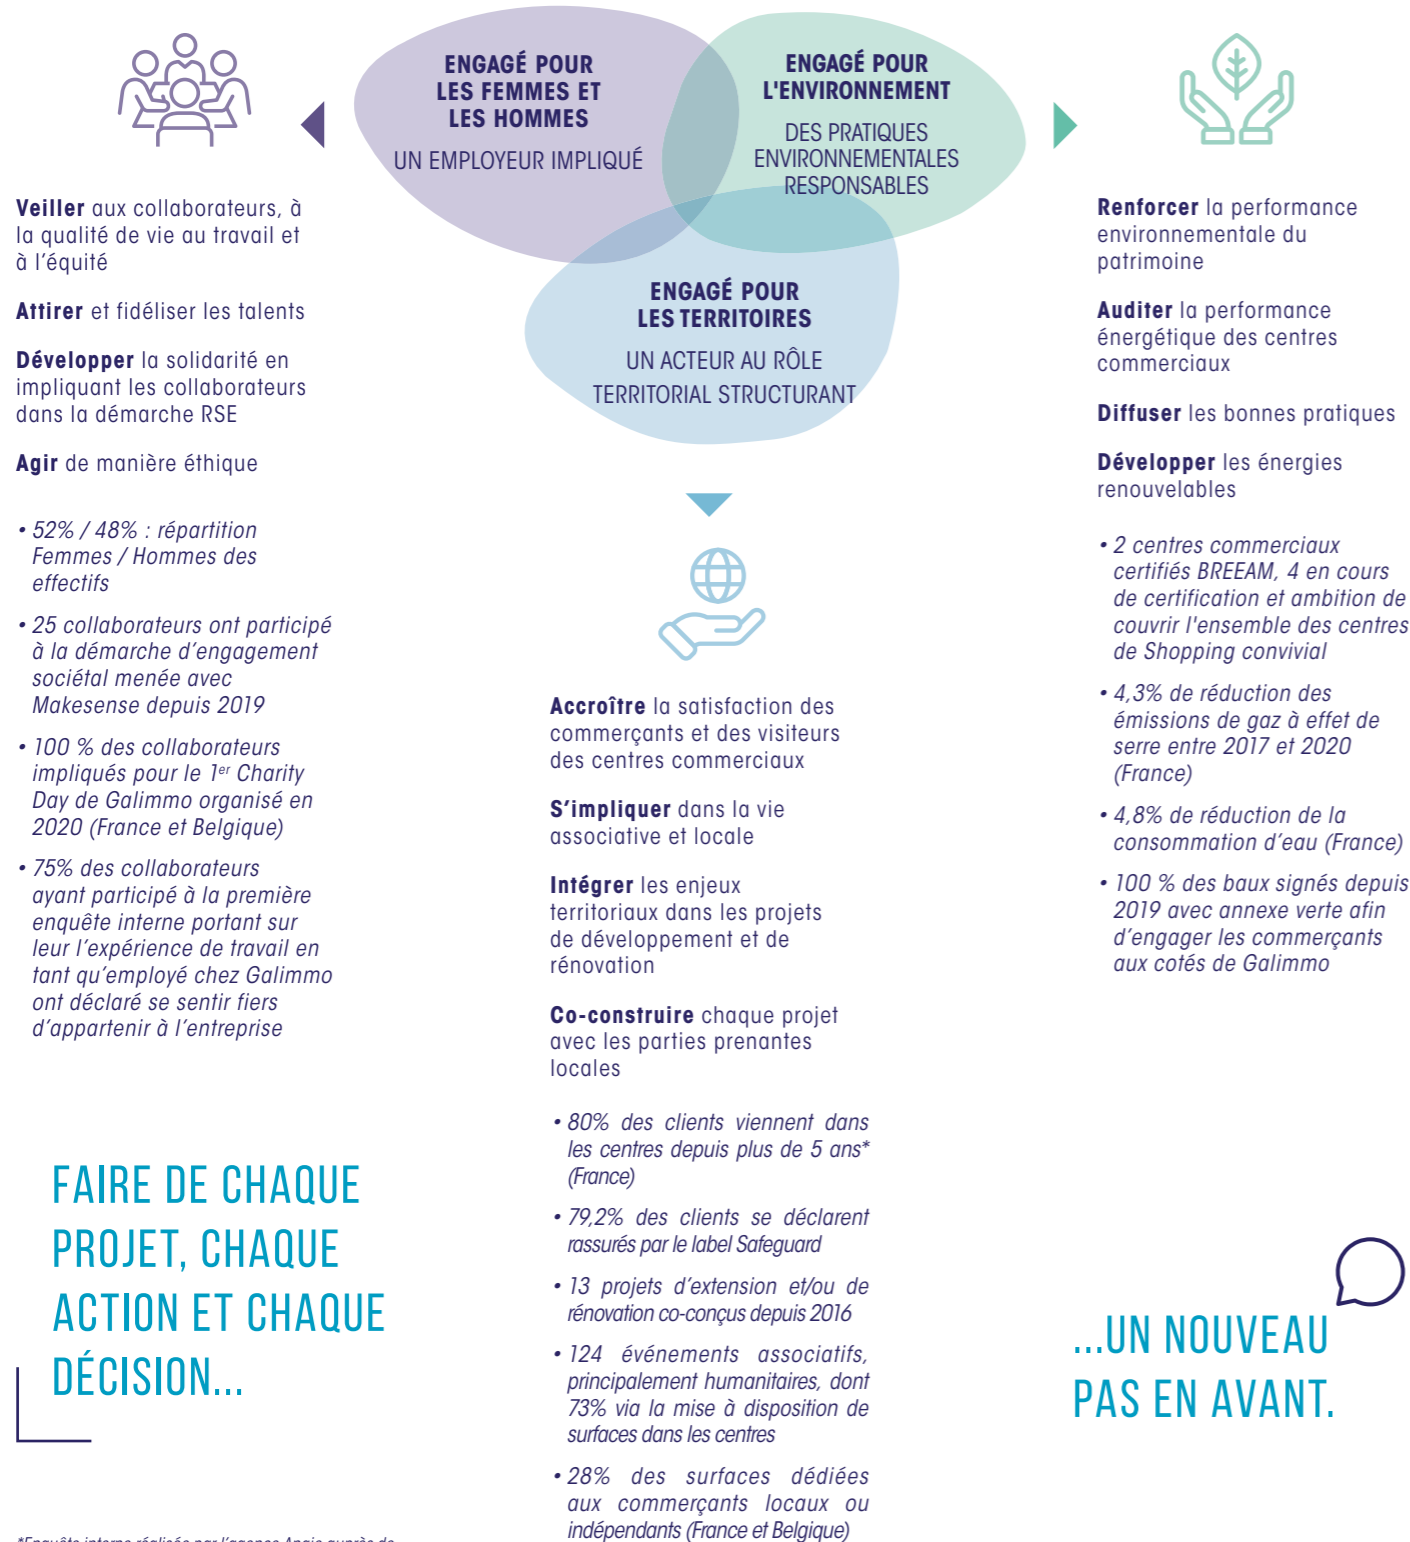 ENGAGÉ POUR
LES FEMMES ET
LES HOMMES
UN EMPLOYEUR IMPLIQUÉ
ENGAGÉ POUR
L'ENVIRONNEMENT
DES PRATIQUES
ENVIRONNEMENTALES
RESPONSABLES
ENGAGÉ POUR
LES TERRITOIRES
UN ACTEUR AU RÔLE
TERRITORIAL STRUCTURANT
Veiller aux collaborateurs, à
la qualité de vie au travail et
à l’équité
Attirer et fidéliser les talents
Développer la solidarité en
impliquant les collaborateurs
dans la démarche RSE
Agir de manière éthique
• 52% / 48% : répartition
Femmes / Hommes des
effectifs
• 25 collaborateurs ont participé
à la démarche d’engagement
sociétal menée avec
Makesense depuis 2019
• 100 % des collaborateurs
impliqués pour le 1er Charity
Day de Galimmo organisé en
2020 (France et Belgique)
• 75% des collaborateurs
ayant participé à la première
enquête interne portant sur
leur l’expérience de travail en
tant qu’employé chez Galimmo
ont déclaré se sentir fiers
d’appartenir à l’entreprise
Accroître la satisfaction des
commerçants et des visiteurs
des centres commerciaux
S’impliquer dans la vie
associative et locale
Intégrer les enjeux
territoriaux dans les projets
de développement et de
rénovation
Co-construire chaque projet
avec les parties prenantes
locales
• 80% des clients viennent dans
les centres depuis plus de 5 ans*
(France)
• 79,2% des clients se déclarent
rassurés par le label Safeguard
• 13 projets d’extension et/ou de
rénovation co-conçus depuis 2016
• 124 événements associatifs,
principalement humanitaires, dont
73% via la mise à disposition de
surfaces dans les centres
• 28% des surfaces dédiées
aux commerçants locaux ou
indépendants (France et Belgique)
Renforcer la performance
environnementale du
patrimoine
Auditer la performance
énergétique des centres
commerciaux
Diffuser les bonnes pratiques
Développer les énergies
renouvelables
• 2 centres commerciaux
certifiés BREEAM, 4 en cours
de certification et ambition de
couvrir l'ensemble des centres
de Shopping convivial
• 4,3% de réduction des
émissions de gaz à effet de
serre entre 2017 et 2020
(France)
• 4,8% de réduction de la
consommation d’eau (France)
• 100 % des baux signés depuis
2019 avec annexe verte afin
d’engager les commerçants
aux cotés de Galimmo
FAIRE DE CHAQUE
PROJET, CHAQUE
ACTION ET CHAQUE
DÉCISION...
...UN NOUVEAU
PAS EN AVANT.
*Enquête interne réalisée par l’agence auprès de